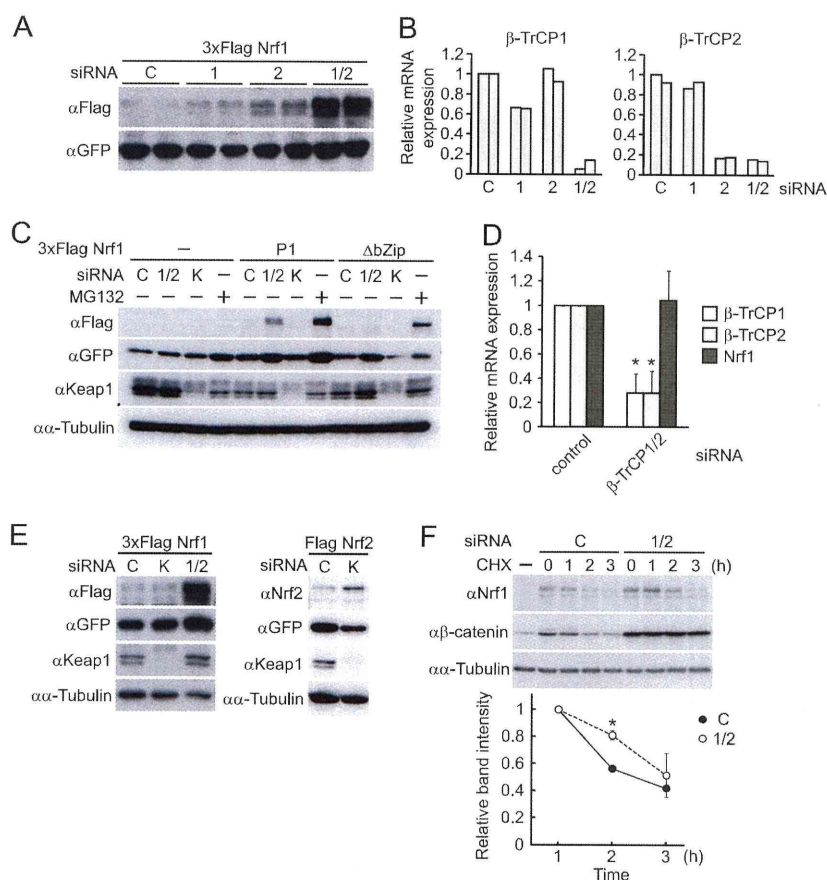 A
3xFlag Nrf1
siRNA C 1 2 1/2
αFlag
αGFP
B
β-TrCP1 β-TrCP2
Relative mRNA
expression
1.2 1.2
1 1
0.8 0.8
0.6 0.6
0.4 0.4
0.2 0.2
0 0
C 1 2 1/2 C 1 2 1/2 siRNA
C
3xFlag Nrf1 – P1 ΔbZip
siRNA C 1/2 K – C 1/2 K – C 1/2 K –
MG132 – – – + – – – + – – – +
αFlag
αGFP
αKeap1
αα-Tubulin
D
Relative mRNA expression
1.4
1.2
1
0.8
0.6
0.4
0.2
0
* *
control β-TrCP1/2 siRNA
β-TrCP1
β-TrCP2
Nrf1
E
3xFlag Nrf1
siRNA C K 1/2
αFlag
αGFP
αKeap1
αα-Tubulin
Flag Nrf2
siRNA C K
αNrf2
αGFP
αKeap1
αα-Tubulin
F
siRNA C 1/2
CHX – 0 1 2 3 0 1 2 3 (h)
αNrf1
αβ-catenin
αα-Tubulin
Relative band intensity
1
0.8
0.6
0.4
0.2
0
*
C
1/2
1 2 3 (h)
Time